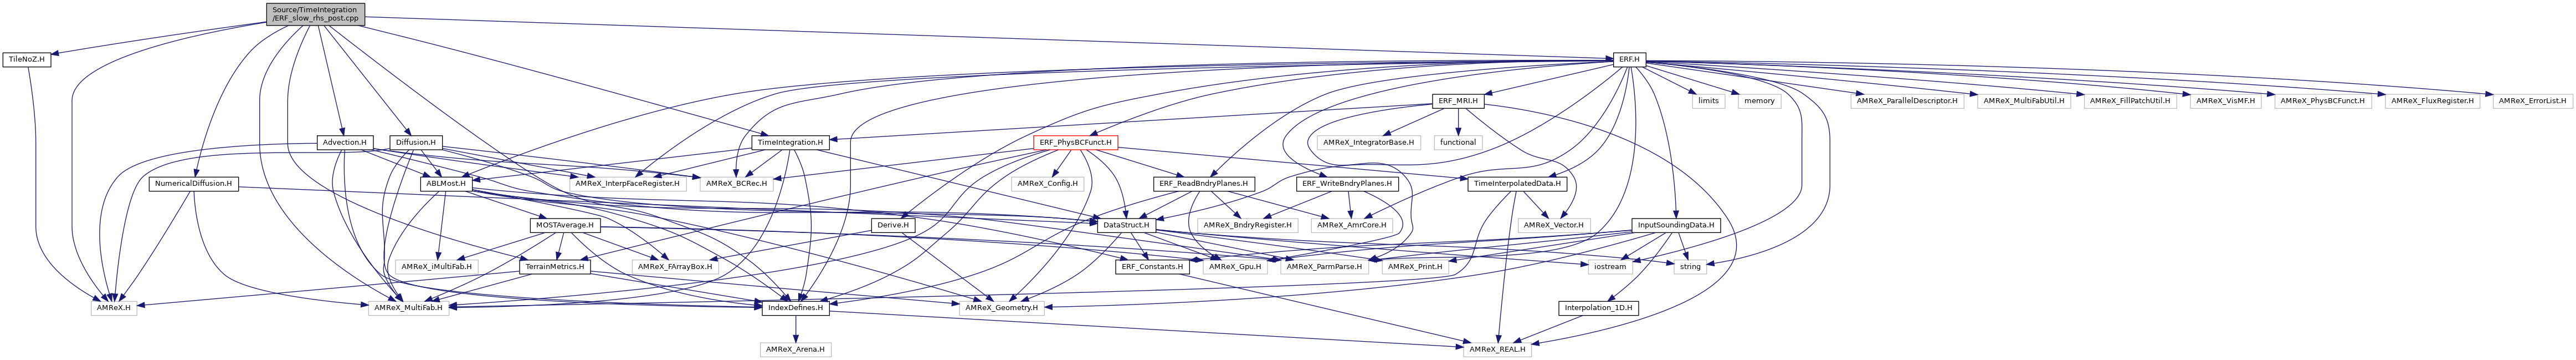 Source/TimeIntegration
/ERF_slow_rhs_post.cpp
TileNoZ.H
ERF.H
ERF_MRI.H
limits
memory
AMReX_ParallelDescriptor.H
AMReX_MultiFabUtil.H
AMReX_FillPatchUtil.H
AMReX_VisMF.H
AMReX_PhysBCFunct.H
AMReX_FluxRegister.H
AMReX_ErrorList.H
Advection.H
Diffusion.H
TimeIntegration.H
ERF_PhysBCFunct.H
AMReX_IntegratorBase.H
functional
NumericalDiffusion.H
ABLMost.H
AMReX_InterpFaceRegister.H
AMReX_BCRec.H
AMReX_Config.H
ERF_ReadBndryPlanes.H
ERF_WriteBndryPlanes.H
TimeInterpolatedData.H
MOSTAverage.H
Derive.H
DataStruct.H
AMReX_BndryRegister.H
AMReX_AmrCore.H
AMReX_Vector.H
InputSoundingData.H
AMReX_iMultiFab.H
TerrainMetrics.H
AMReX_FArrayBox.H
ERF_Constants.H
AMReX_Gpu.H
AMReX_ParmParse.H
AMReX_Print.H
iostream
string
AMReX.H
AMReX_MultiFab.H
IndexDefines.H
AMReX_Geometry.H
Interpolation_1D.H
AMReX_Arena.H
AMReX_REAL.H